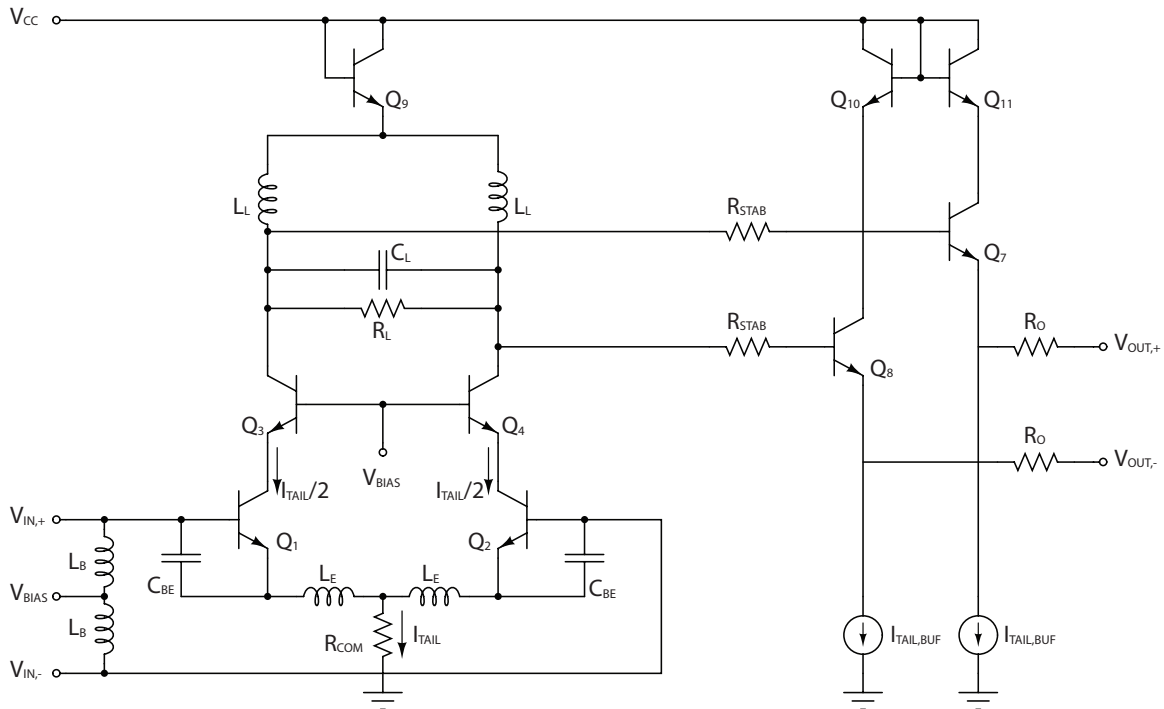 VCC
Q9
Q10
Q11
LL
LL
RSTAB
CL
Q7
RL
RSTAB
RO
VOUT,+
Q8
Q3
Q4
RO
VOUT,-
VBIAS
ITAIL/2
ITAIL/2
VIN,+
Q1
Q2
LB
CBE
LE
LE
CBE
VBIAS
LB
RCOM
ITAIL
ITAIL,BUF
ITAIL,BUF
VIN,-